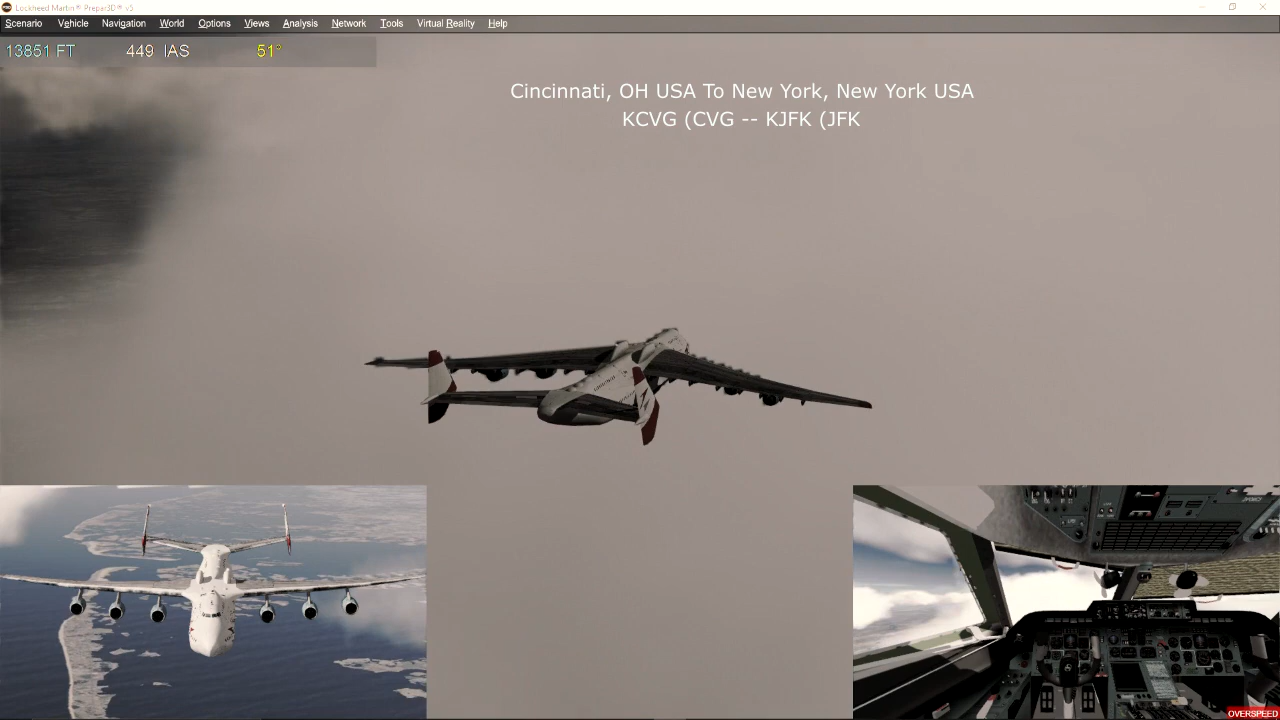 Lockheed Martin® Prepar3D® v5
Scenario Vehicle Navigation World Options Views Analysis Network Tools Virtual Reality Help
13851 FT 449 IAS 51°
Cincinnati, OH USA To New York, New York USA
KCVG (CVG -- KJFK (JFK
OVERSPEED